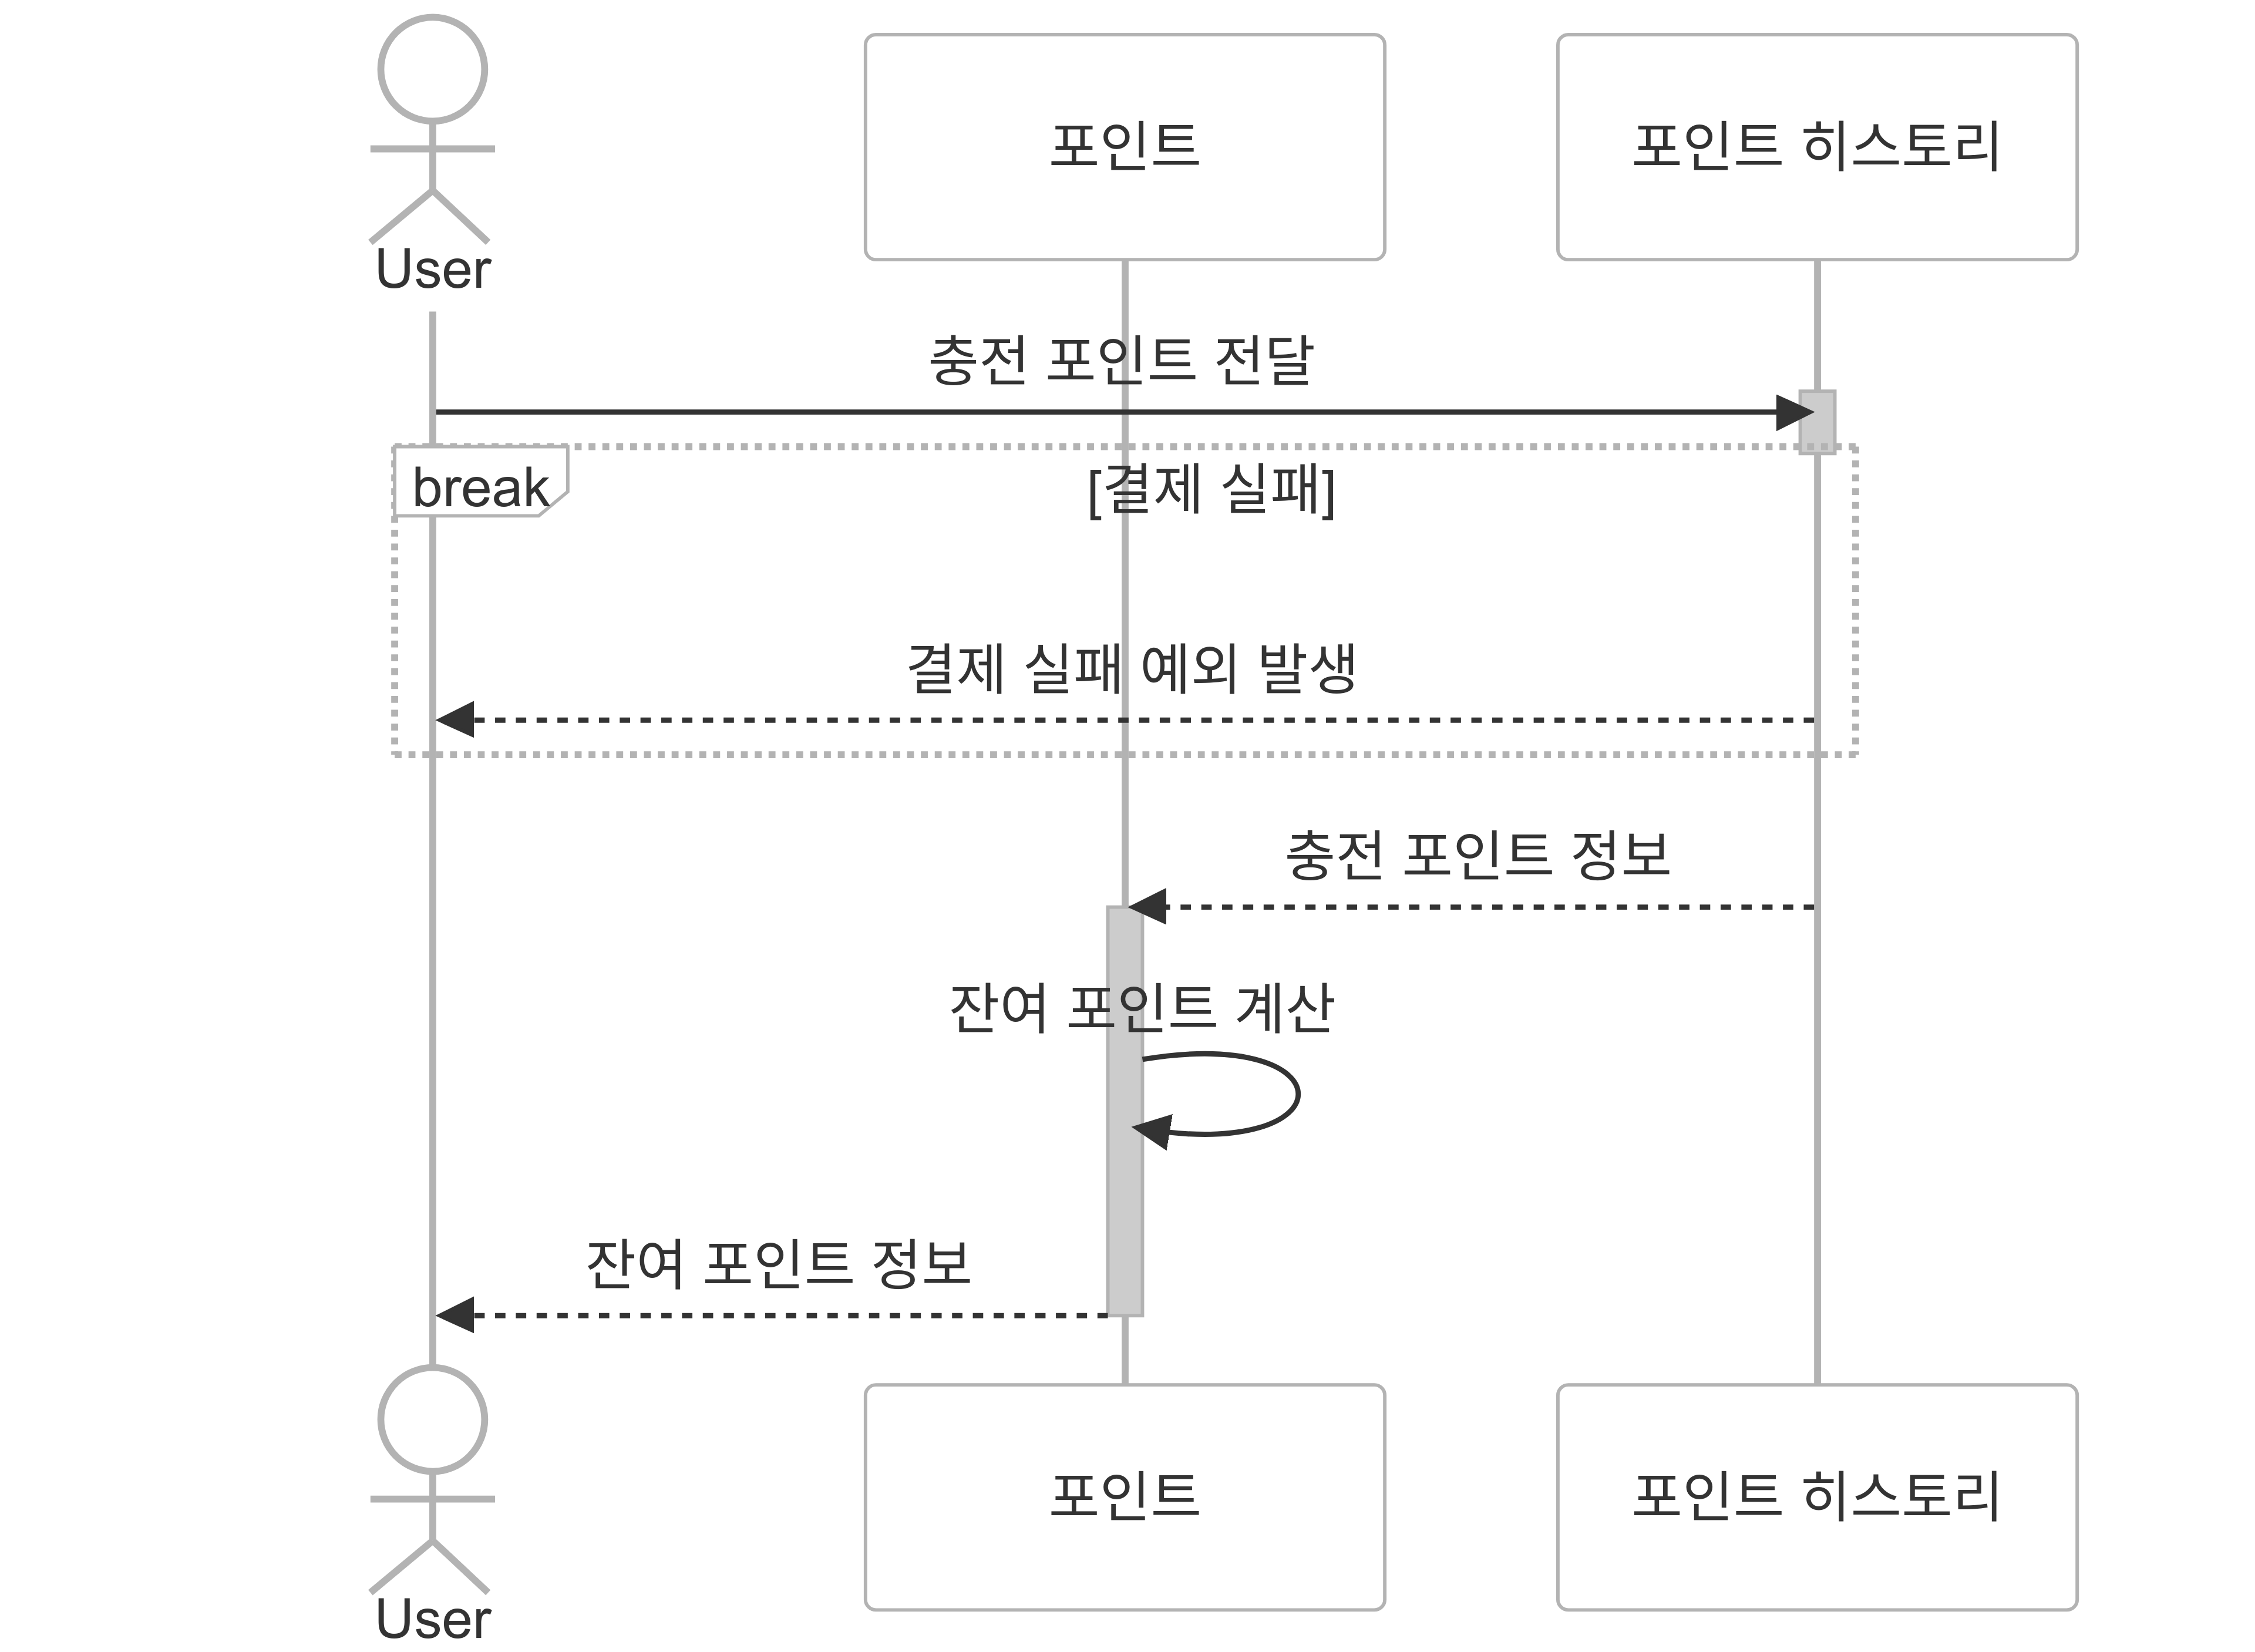 User
포인트
포인트 히스토리
충전 포인트 전달
break
[결제 실패]
결제 실패 예외 발생
충전 포인트 정보
잔여 포인트 계산
잔여 포인트 정보
User
포인트
포인트 히스토리